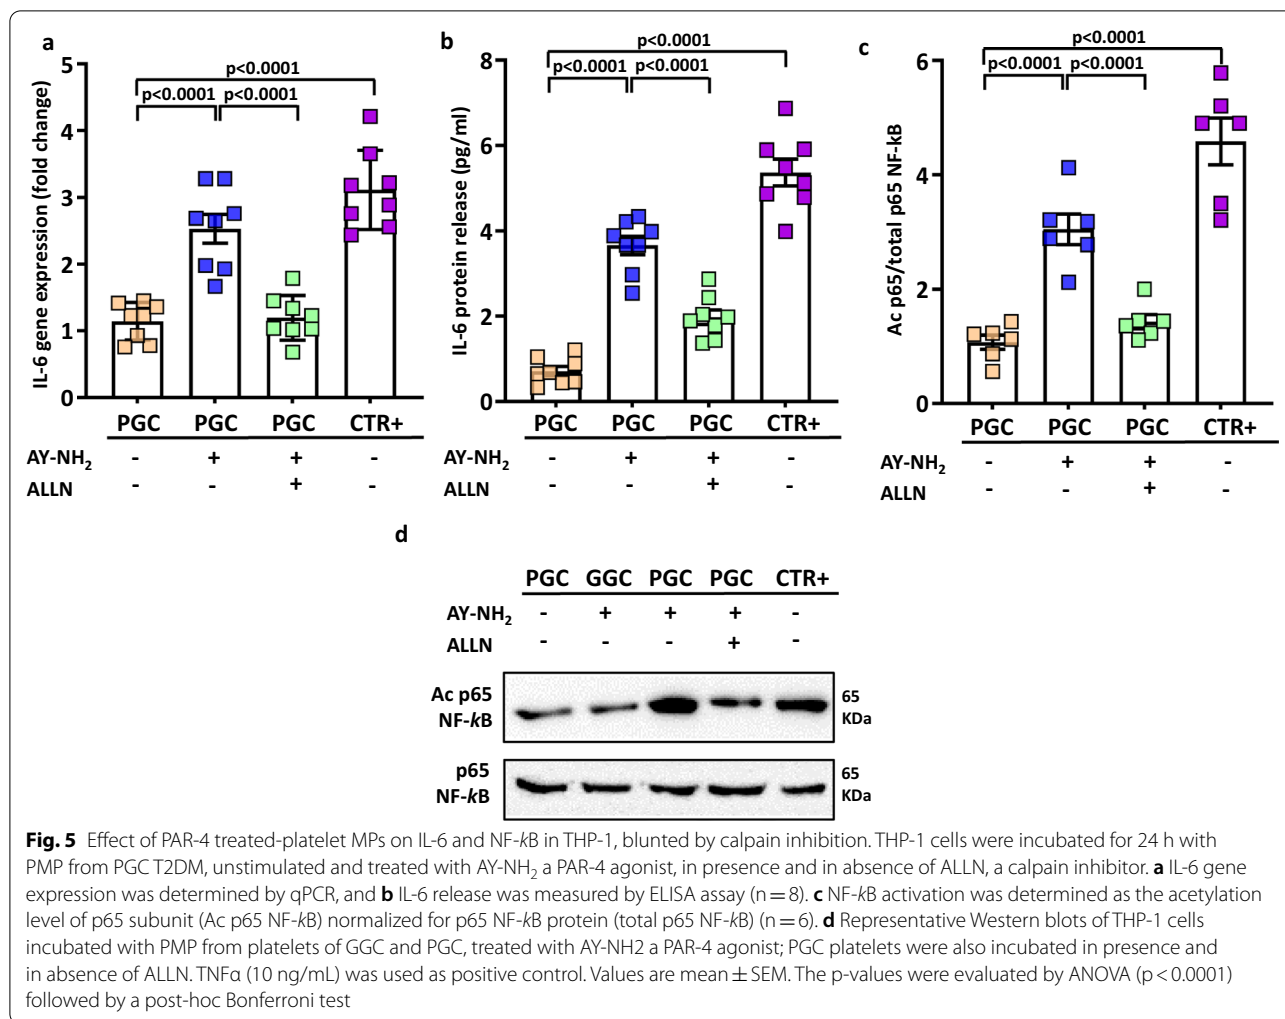 a
p<0.0001
p<0.0001 p<0.0001
IL-6 gene expression (fold change)
5
4
3
2
1
0
PGC PGC PGC CTR+
AY-NH₂ - + + -
ALLN - - + -
b
p<0.0001
p<0.0001 p<0.0001
IL-6 protein release (pg/ml)
8
6
4
2
0
PGC PGC PGC CTR+
AY-NH₂ - + + -
ALLN - - + -
c
p<0.0001
p<0.0001 p<0.0001
Ac p65/total p65 NF-kB
6
4
2
0
PGC PGC PGC CTR+
AY-NH₂ - + + -
ALLN - - + -
d
PGC GGC PGC PGC CTR+
AY-NH₂ - + + + -
ALLN - - - + -
Ac p65
NF-kB
65
KDa
p65
NF-kB
65
KDa
Fig. 5 Effect of PAR-4 treated-platelet MPs on IL-6 and NF-kB in THP-1, blunted by calpain inhibition. THP-1 cells were incubated for 24 h with
PMP from PGC T2DM, unstimulated and treated with AY-NH₂ a PAR-4 agonist, in presence and in absence of ALLN, a calpain inhibitor. a IL-6 gene
expression was determined by qPCR, and b IL-6 release was measured by ELISA assay (n = 8). c NF-kB activation was determined as the acetylation
level of p65 subunit (Ac p65 NF-kB) normalized for p65 NF-kB protein (total p65 NF-kB) (n = 6). d Representative Western blots of THP-1 cells
incubated with PMP from platelets of GGC and PGC, treated with AY-NH2 a PAR-4 agonist; PGC platelets were also incubated in presence and
in absence of ALLN. TNFα (10 ng/mL) was used as positive control. Values are mean ± SEM. The p-values were evaluated by ANOVA (p < 0.0001)
followed by a post-hoc Bonferroni test